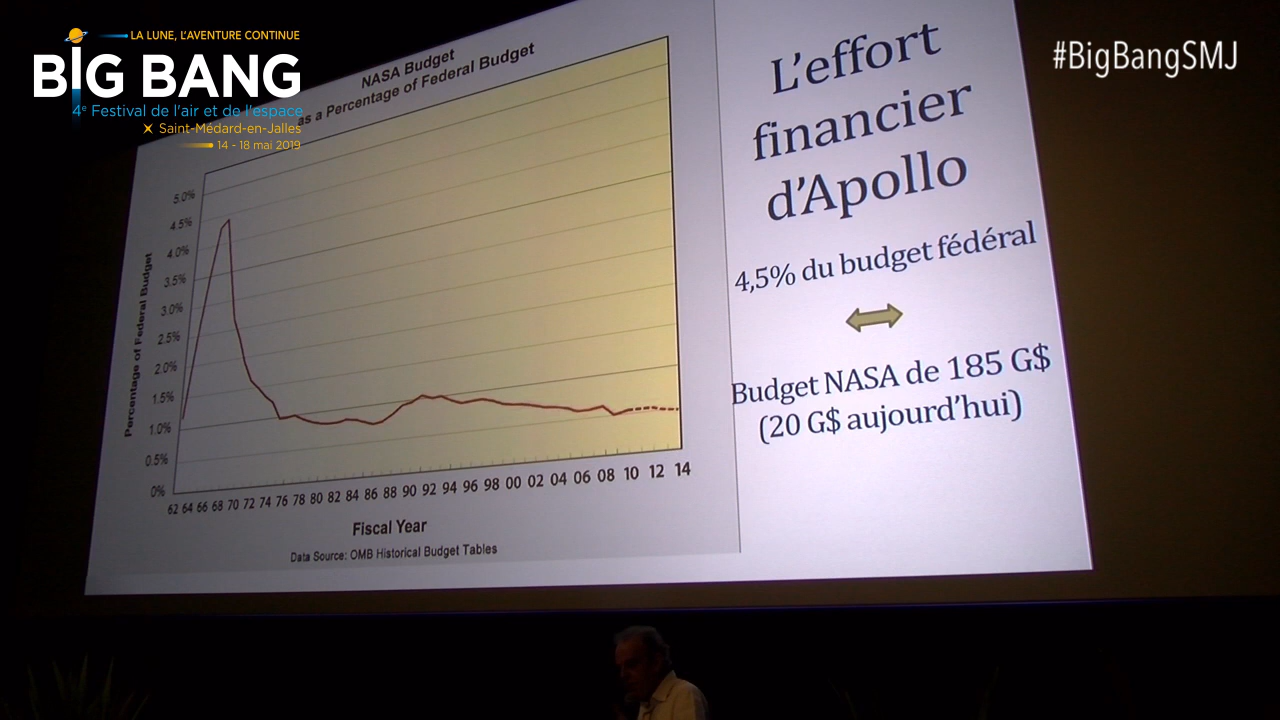 LA LUNE, L'AVENTURE CONTINUE
BIG BANG
4e Festival de l'air et de l'espace
Saint-Médard-en-Jalles
14 - 18 mai 2019
#BigBangSMJ
NASA Budget
as a Percentage of Federal Budget
Percentage of Federal Budget
5.0%
4.5%
4.0%
3.5%
3.0%
2.5%
2.0%
1.5%
1.0%
0.5%
0%
62 64 66 68 70 72 74 76 78 80 82 84 86 88 90 92 94 96 98 00 02 04 06 08 10 12 14
Fiscal Year
Data Source: OMB Historical Budget Tables
L'effort
financier
d'Apollo
4,5% du budget fédéral
Budget NASA de 185 G$
(20 G$ aujourd'hui)